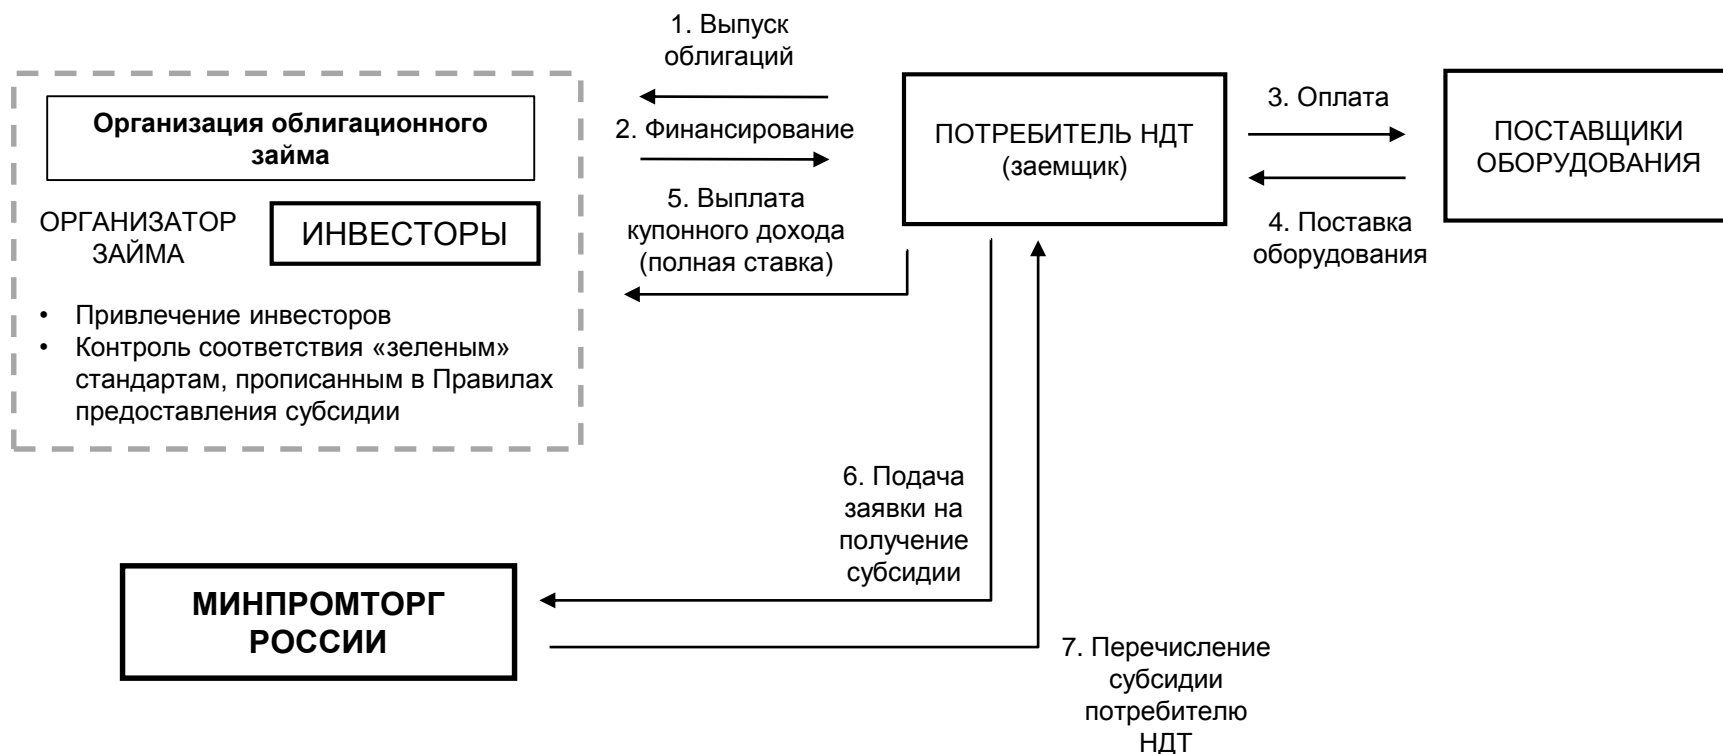 1. Выпуск
облигаций
Организация облигационного
займа
2. Финансирование
ПОТРЕБИТЕЛЬ НДТ
(заемщик)
3. Оплата
ПОСТАВЩИКИ
ОБОРУДОВАНИЯ
ОРГАНИЗАТОР
ЗАЙМА
ИНВЕСТОРЫ
5. Выплата
купонного дохода
(полная ставка)
4. Поставка
оборудования
• Привлечение инвесторов
• Контроль соответствия «зеленым»
стандартам, прописанным в Правилах
предоставления субсидии
6. Подача
заявки на
получение
субсидии
МИНПРОМТОРГ
РОССИИ
7. Перечисление
субсидии
потребителю
НДТ